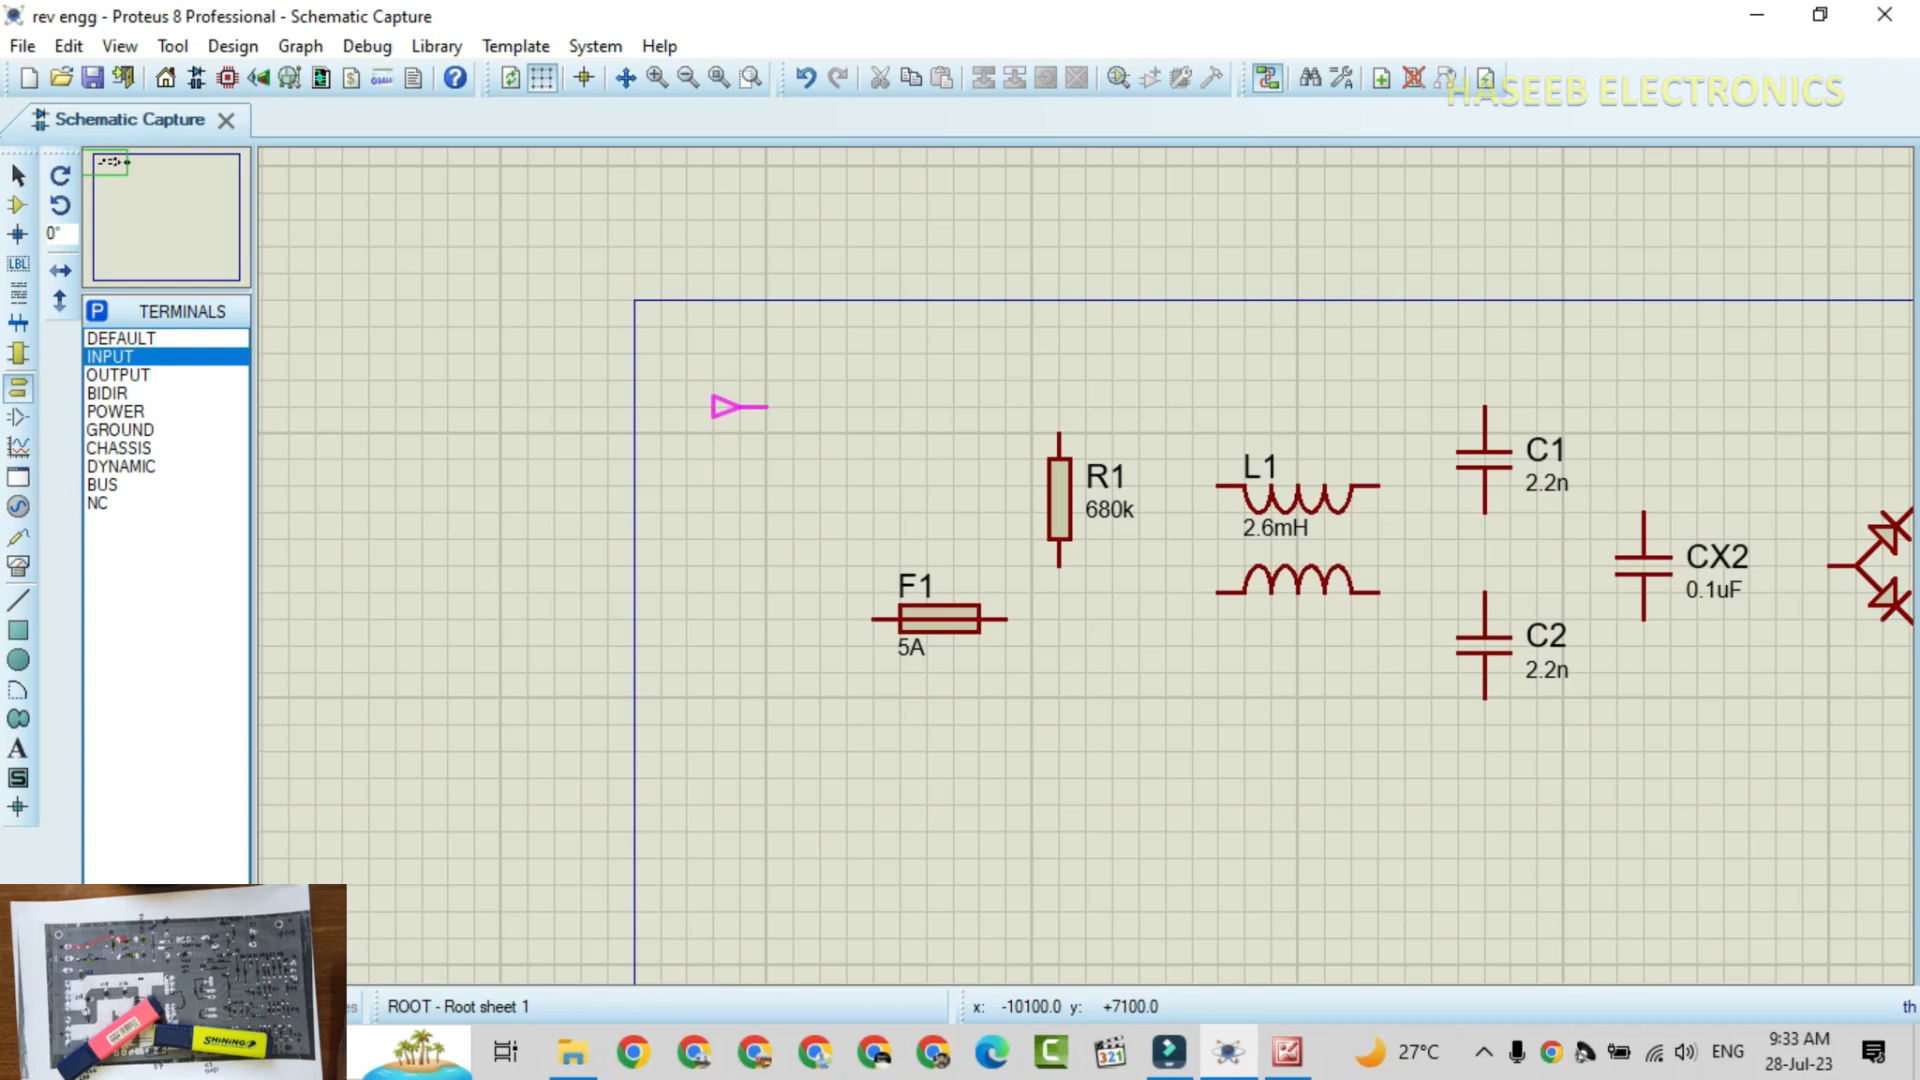 rev engg - Proteus 8 Professional - Schematic Capture
File Edit View Tool Design Graph Debug Library Template System Help
HASEEB ELECTRONICS
Schematic Capture
0°
LBL
P TERMINALS
DEFAULT
INPUT
OUTPUT
BIDIR
POWER
GROUND
CHASSIS
DYNAMIC
BUS
NC
A
S
R1
680k
L1
2.6mH
C1
2.2n
CX2
0.1uF
F1
5A
C2
2.2n
SHINING
ROOT - Root sheet 1
x: -10100.0 y: +7100.0
th
321
27°C
ENG
9:33 AM
28-Jul-23